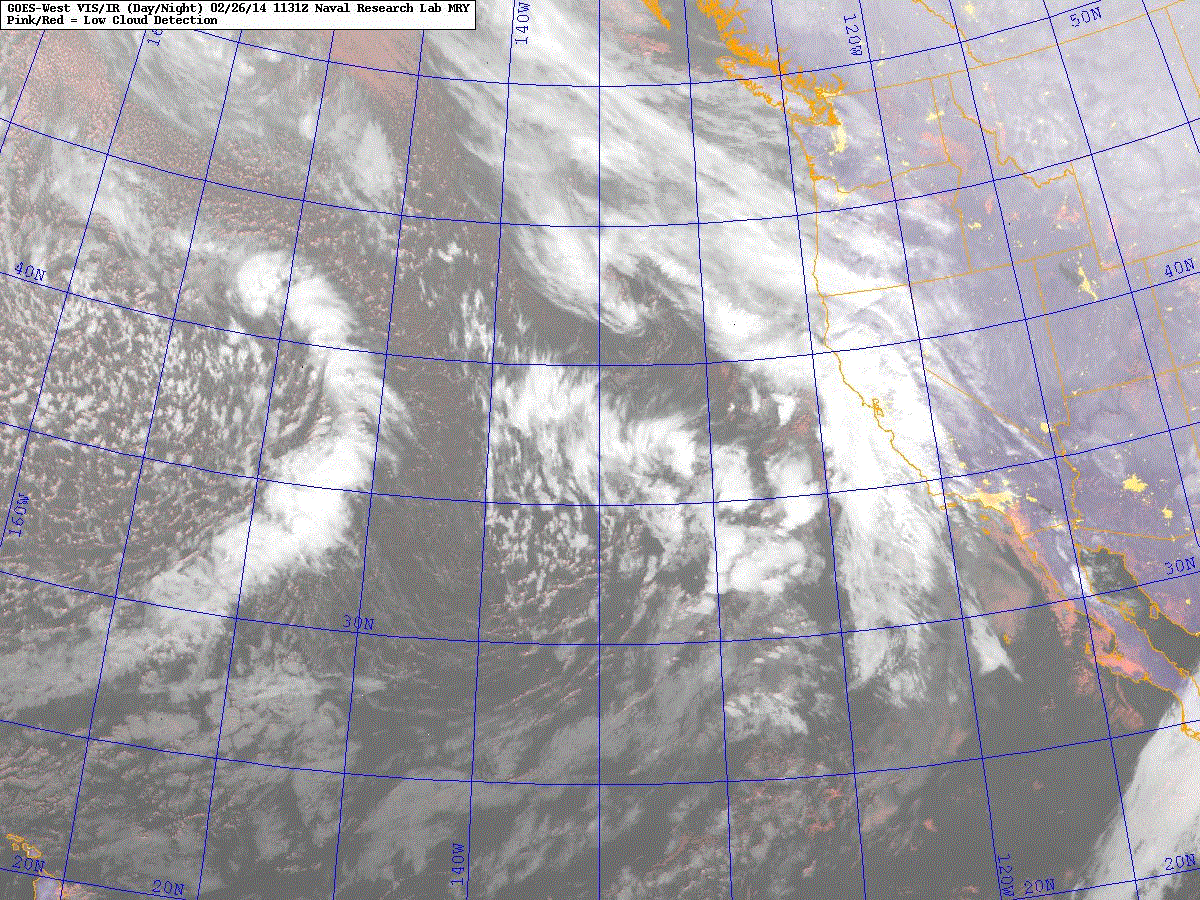 GOES-West VIS/IR (Day/Night) 02/26/14 1131Z Naval Research Lab MRY
Pink/Red = Low Cloud Detection
140W
120W
50N
40N
40N
160W
30N
30N
140W
120W
20N
20N
20N
20N